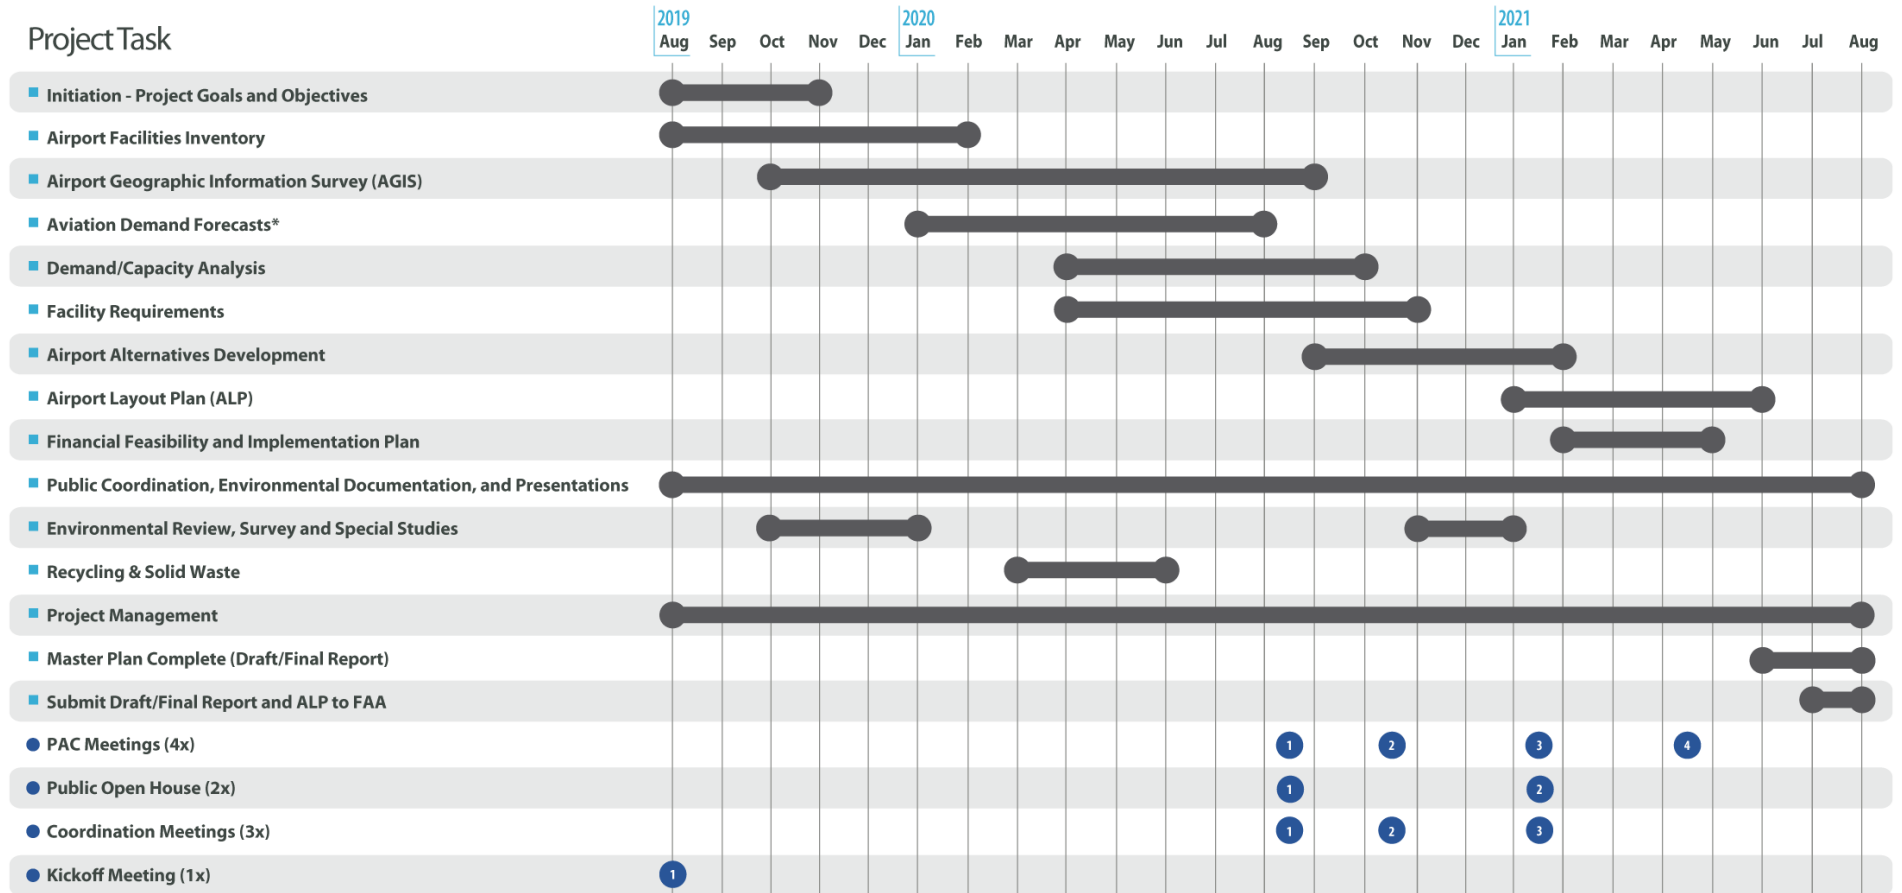 2019 2020 2021
Project Task Aug Sep Oct Nov Dec Jan Feb Mar Apr May Jun Jul Aug Sep Oct Nov Dec Jan Feb Mar Apr May Jun Jul Aug
Initiation - Project Goals and Objectives
Airport Facilities Inventory
Airport Geographic Information Survey (AGIS)
Aviation Demand Forecasts*
Demand/Capacity Analysis
Facility Requirements
Airport Alternatives Development
Airport Layout Plan (ALP)
Financial Feasibility and Implementation Plan
Public Coordination, Environmental Documentation, and Presentations
Environmental Review, Survey and Special Studies
Recycling & Solid Waste
Project Management
Master Plan Complete (Draft/Final Report)
Submit Draft/Final Report and ALP to FAA
PAC Meetings (4x) 1 2 3 4
Public Open House (2x) 1 2
Coordination Meetings (3x) 1 2 3
Kickoff Meeting (1x) 1